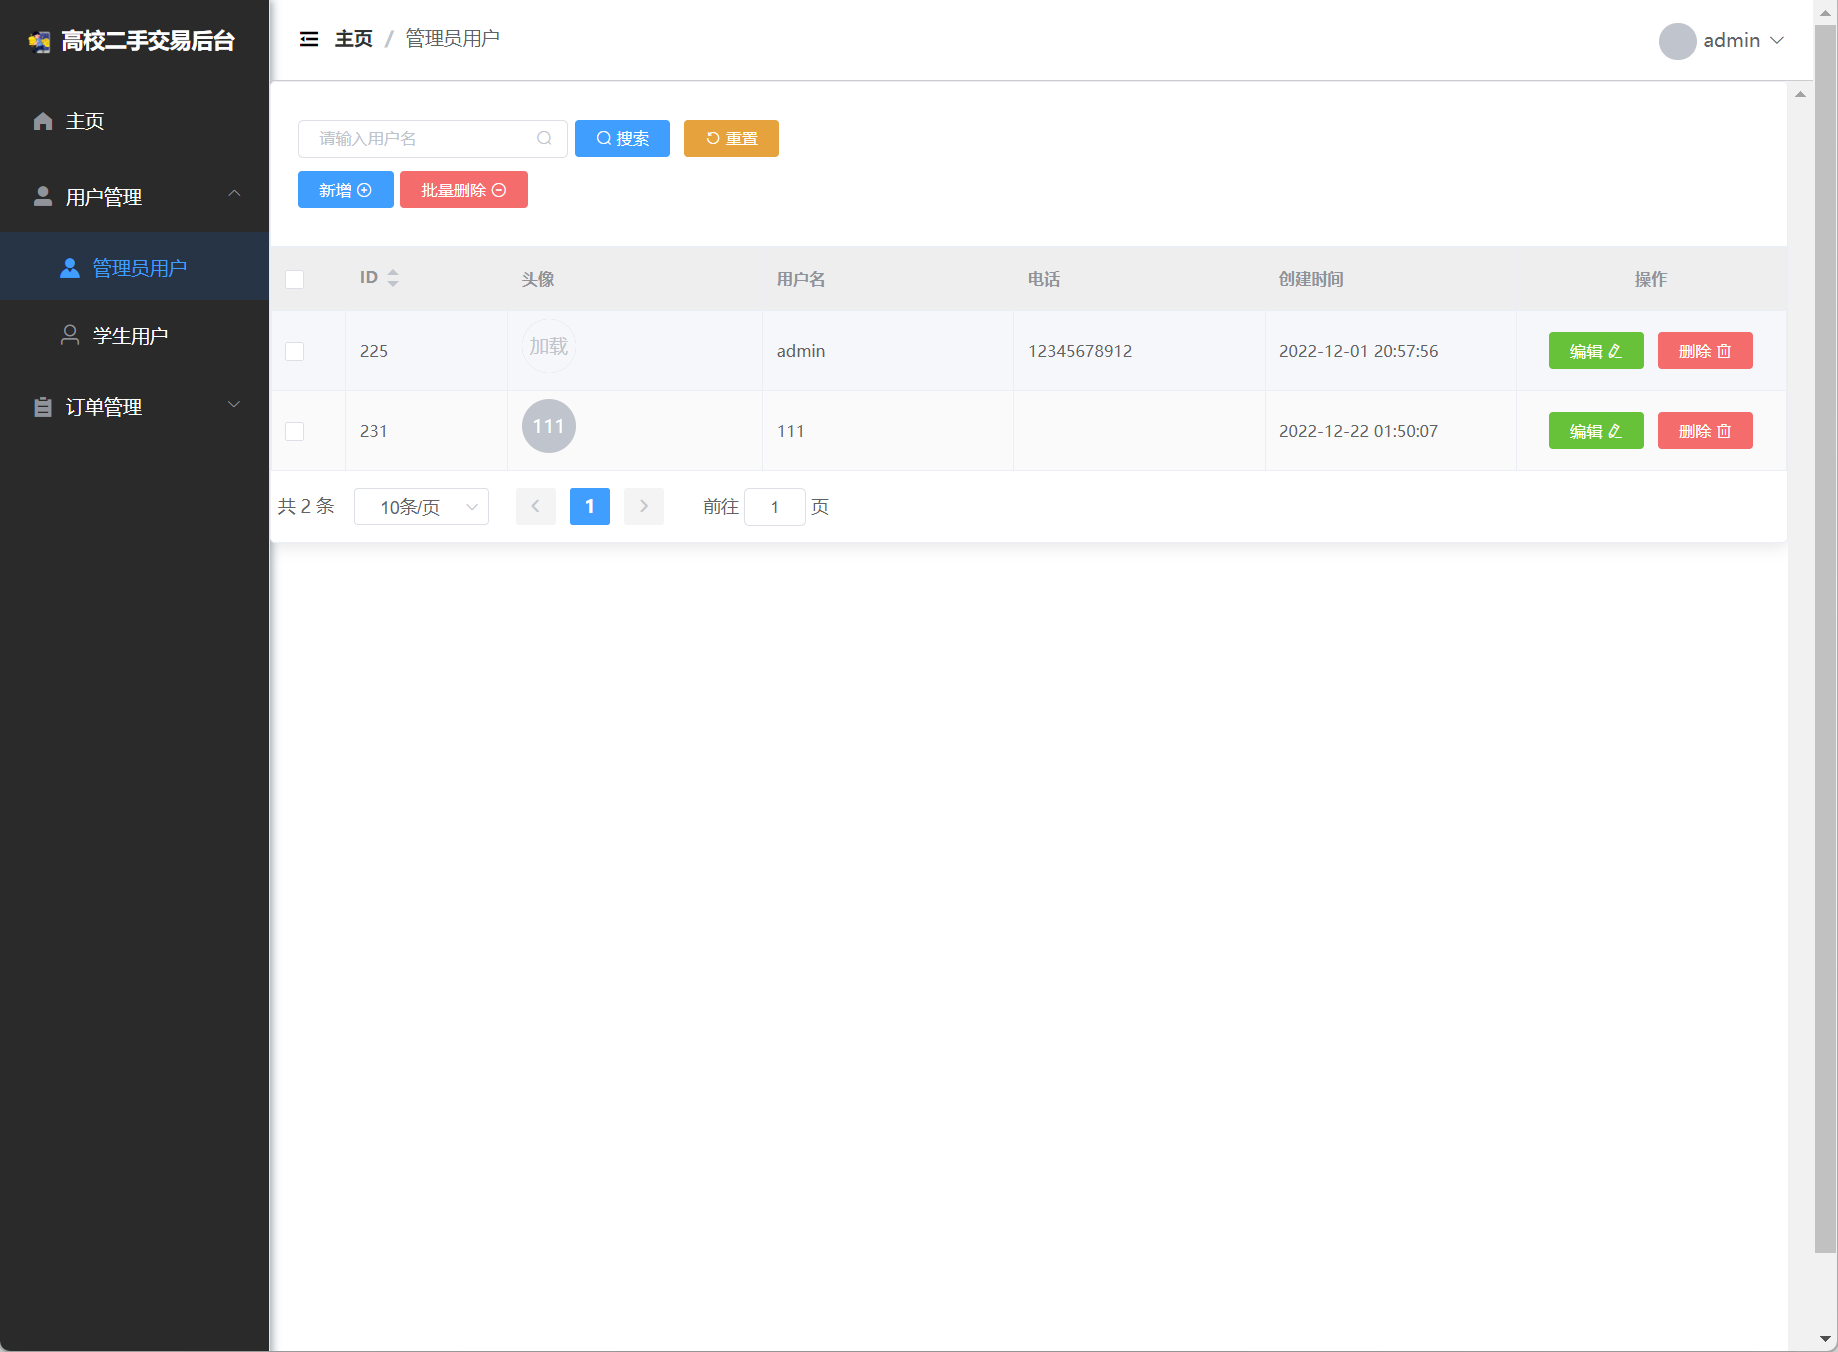 高校二手交易后台
主页
用户管理
管理员用户
学生用户
订单管理
主页 / 管理员用户
admin
请输入用户名 搜索 重置
新增 批量删除
ID 头像 用户名 电话 创建时间 操作
225 加载 admin 12345678912 2022-12-01 20:57:56 编辑 删除
231 111 111 2022-12-22 01:50:07 编辑 删除
共 2 条 10条/页 1 前往 1 页